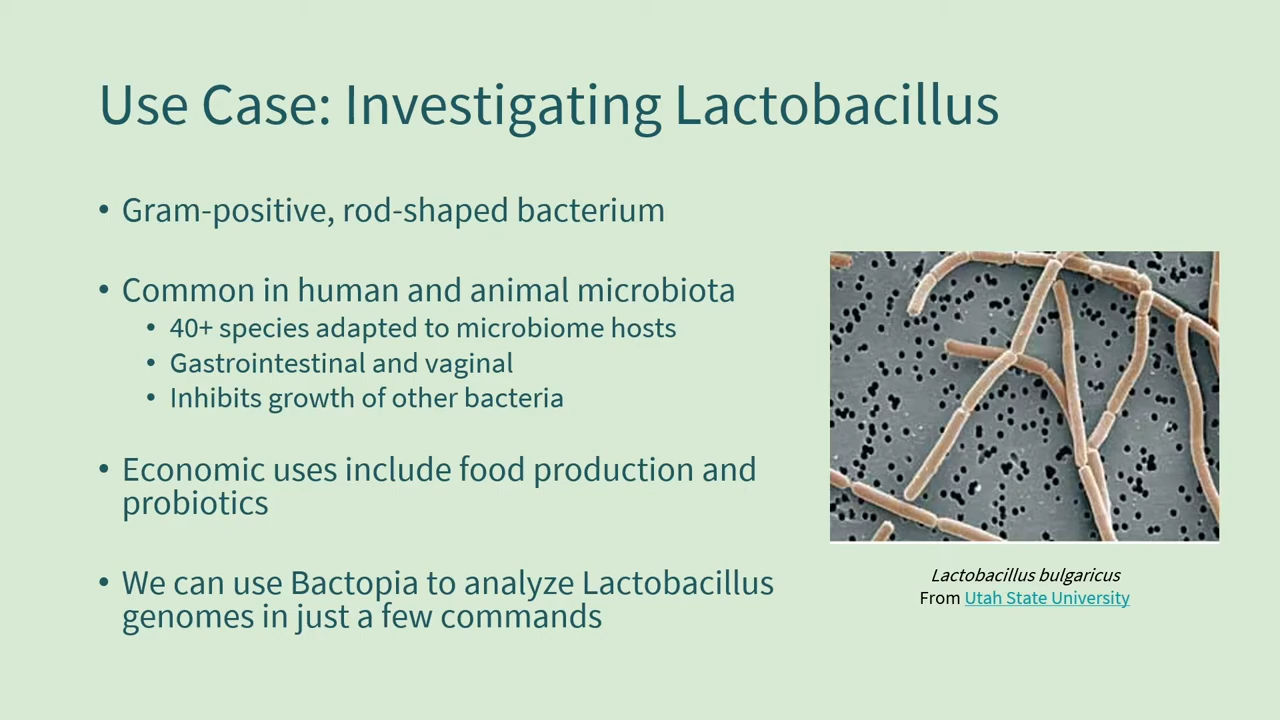 Use Case: Investigating Lactobacillus
• Gram-positive, rod-shaped bacterium
• Common in human and animal microbiota
• 40+ species adapted to microbiome hosts
• Gastrointestinal and vaginal
• Inhibits growth of other bacteria
• Economic uses include food production and
probiotics
• We can use Bactopia to analyze Lactobacillus
genomes in just a few commands
Lactobacillus bulgaricus
From Utah State University